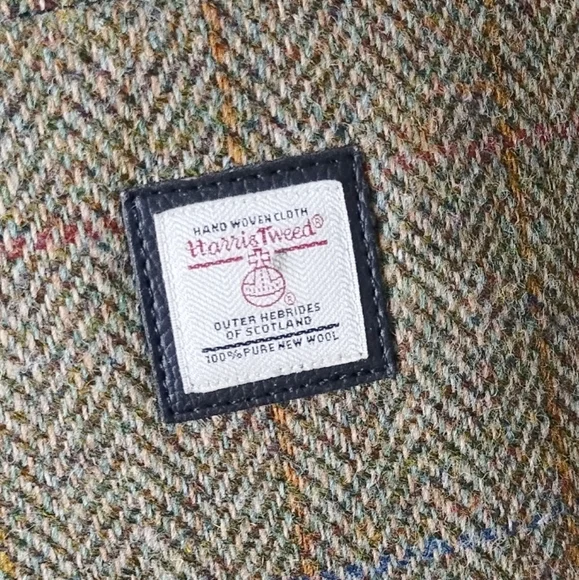 HAND WOVEN CLOTH
Harris Tweed®
®
OUTER HEBRIDES
OF SCOTLAND
100% PURE NEW WOOL